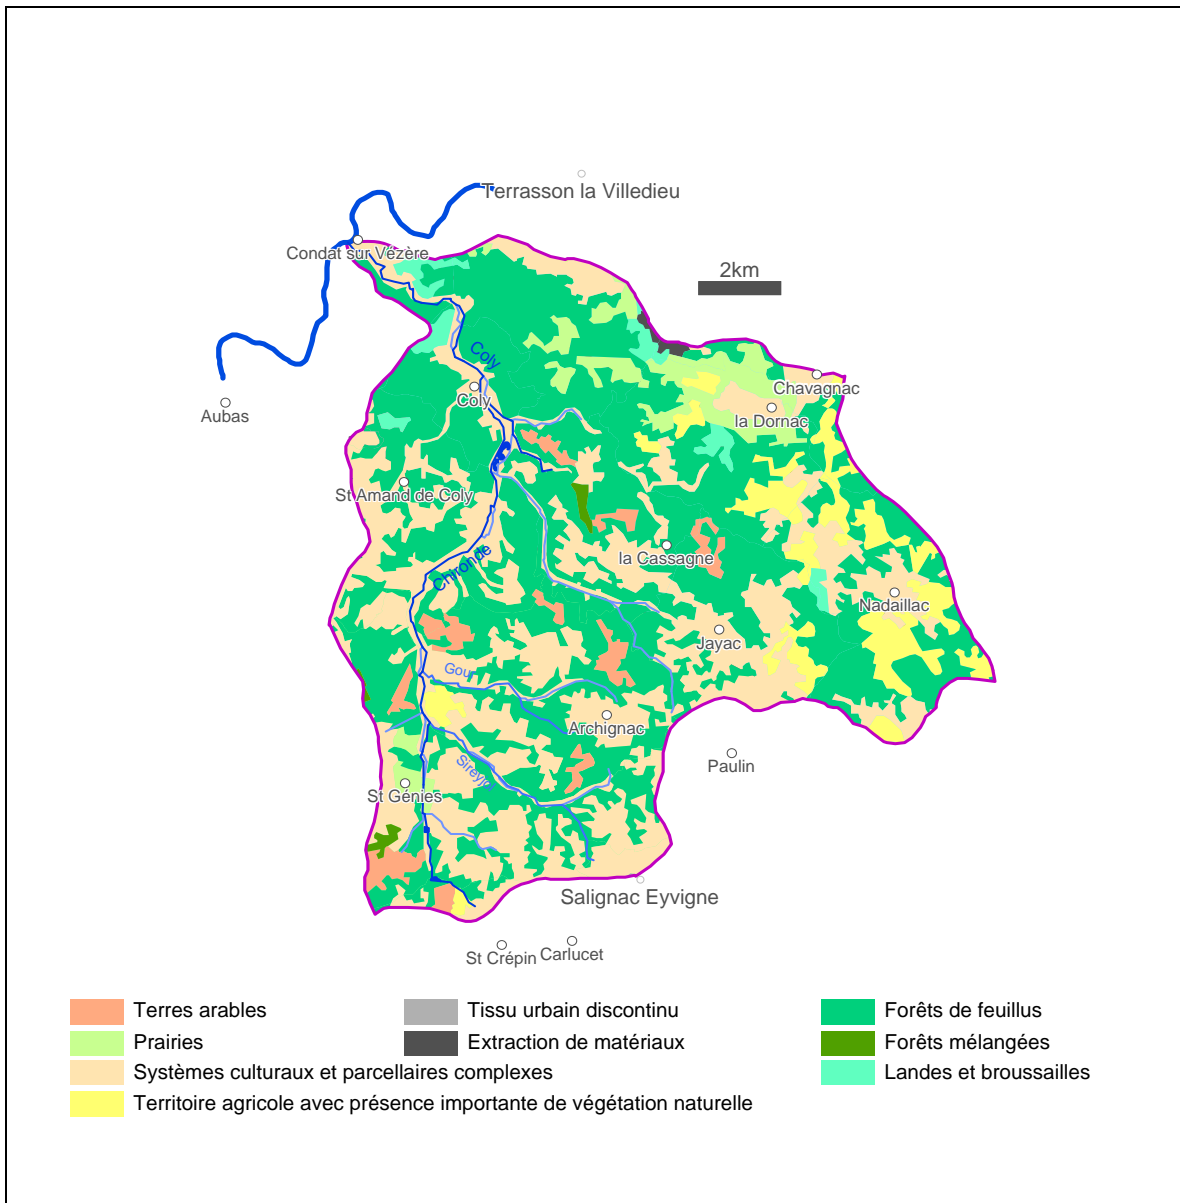 Terrasson la Villedieu
Condat sur Vézère
2km
Coly
Chavagnac
Coly
Aubas
la Dornac
St Amand de Coly
la Cassagne
Chironde
Nadaillac
Jayac
Gour
Archignac
Sireyjol
Paulin
St Génies
Salignac Eyvigne
St Crépin
Carlucet
Terres arables
Tissu urbain discontinu
Forêts de feuillus
Prairies
Extraction de matériaux
Forêts mélangées
Systèmes culturaux et parcellaires complexes
Landes et broussailles
Territoire agricole avec présence importante de végétation naturelle